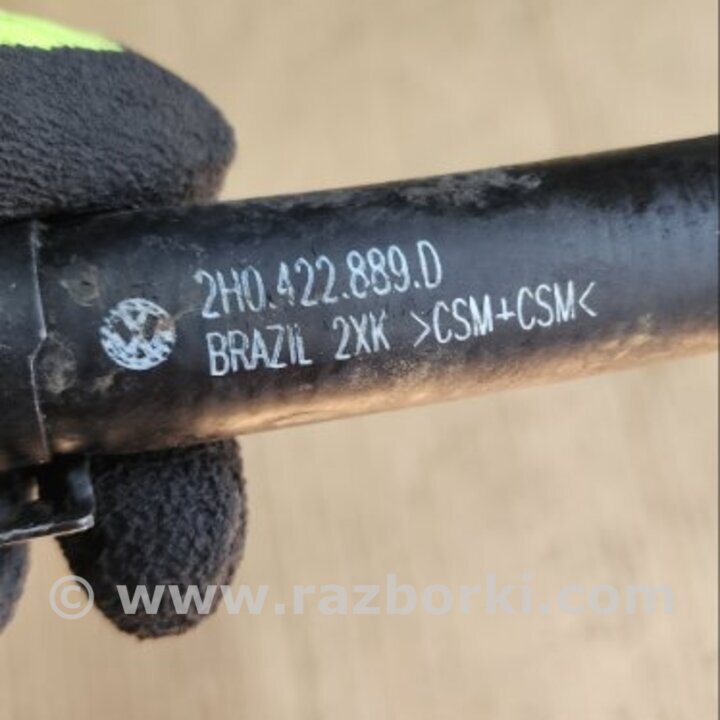 2H0.422.889.D
BRAZIL 2XK >CSM+CSM<
© www.razborki.com